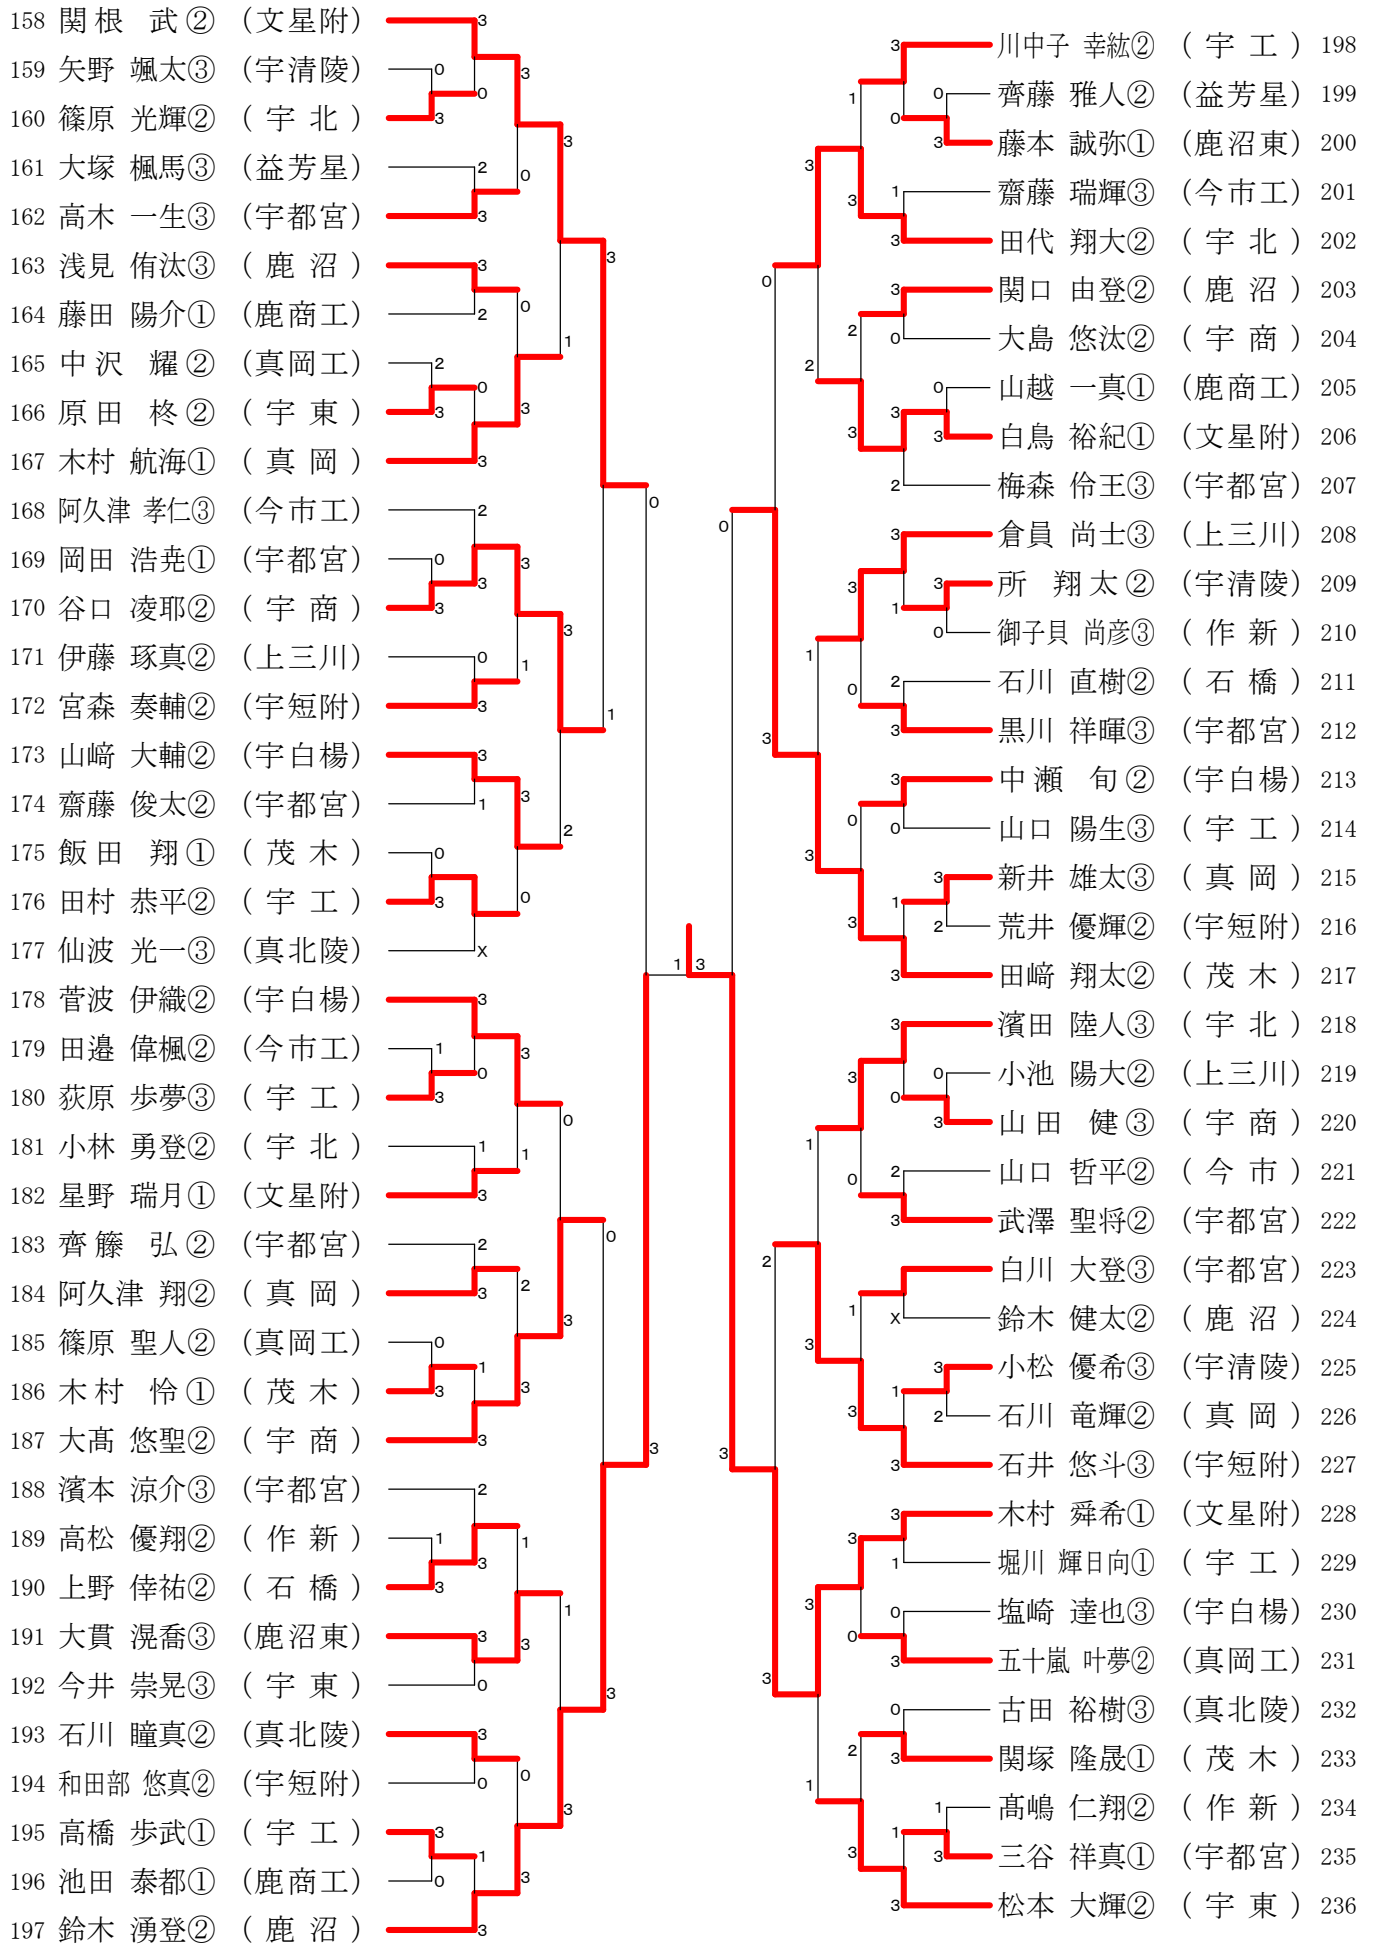 158 関根 武② (文星附)
159 矢野 颯太③ (宇清陵)
160 篠原 光輝② (宇北)
161 大塚 楓馬③ (益芳星)
162 高木 一生③ (宇都宮)
163 浅見 侑汰③ (鹿沼)
164 藤田 陽介① (鹿商工)
165 中沢 耀② (真岡工)
166 原田 柊② (宇東)
167 木村 航海① (真岡)
168 阿久津 孝仁③ (今市工)
169 岡田 浩尭① (宇都宮)
170 谷口 凌耶② (宇商)
171 伊藤 琢真② (上三川)
172 宮森 奏輔② (宇短附)
173 山﨑 大輔② (宇白楊)
174 齋藤 俊太② (宇都宮)
175 飯田 翔① (茂木)
176 田村 恭平② (宇工)
177 仙波 光一③ (真北陵)
178 菅波 伊織② (宇白楊)
179 田邉 偉楓② (今市工)
180 荻原 歩夢③ (宇工)
181 小林 勇登② (宇北)
182 星野 瑞月① (文星附)
183 齊籐 弘② (宇都宮)
184 阿久津 翔② (真岡)
185 篠原 聖人② (真岡工)
186 木村 怜① (茂木)
187 大髙 悠聖② (宇商)
188 濱本 涼介③ (宇都宮)
189 高松 優翔② (作新)
190 上野 倖祐② (石橋)
191 大貫 滉喬③ (鹿沼東)
192 今井 崇晃③ (宇東)
193 石川 瞳真② (真北陵)
194 和田部 悠真② (宇短附)
195 高橋 歩武① (宇工)
196 池田 泰都① (鹿商工)
197 鈴木 湧登② (鹿沼)
川中子 幸紘② (宇工) 198
齊藤 雅人② (益芳星) 199
藤本 誠弥① (鹿沼東) 200
齋藤 瑞輝③ (今市工) 201
田代 翔大② (宇北) 202
関口 由登② (鹿沼) 203
大島 悠汰② (宇商) 204
山越 一真① (鹿商工) 205
白鳥 裕紀① (文星附) 206
梅森 伶王③ (宇都宮) 207
倉員 尚士③ (上三川) 208
所 翔太② (宇清陵) 209
御子貝 尚彦③ (作新) 210
石川 直樹② (石橋) 211
黒川 祥暉③ (宇都宮) 212
中瀬 旬② (宇白楊) 213
山口 陽生③ (宇工) 214
新井 雄太③ (真岡) 215
荒井 優輝② (宇短附) 216
田﨑 翔太② (茂木) 217
濱田 陸人③ (宇北) 218
小池 陽大② (上三川) 219
山田 健③ (宇商) 220
山口 哲平② (今市) 221
武澤 聖将② (宇都宮) 222
白川 大登③ (宇都宮) 223
鈴木 健太② (鹿沼) 224
小松 優希③ (宇清陵) 225
石川 竜輝② (真岡) 226
石井 悠斗③ (宇短附) 227
木村 舜希① (文星附) 228
堀川 輝日向① (宇工) 229
塩崎 達也③ (宇白楊) 230
五十嵐 叶夢② (真岡工) 231
古田 裕樹③ (真北陵) 232
関塚 隆晟① (茂木) 233
髙嶋 仁翔② (作新) 234
三谷 祥真① (宇都宮) 235
松本 大輝② (宇東) 236